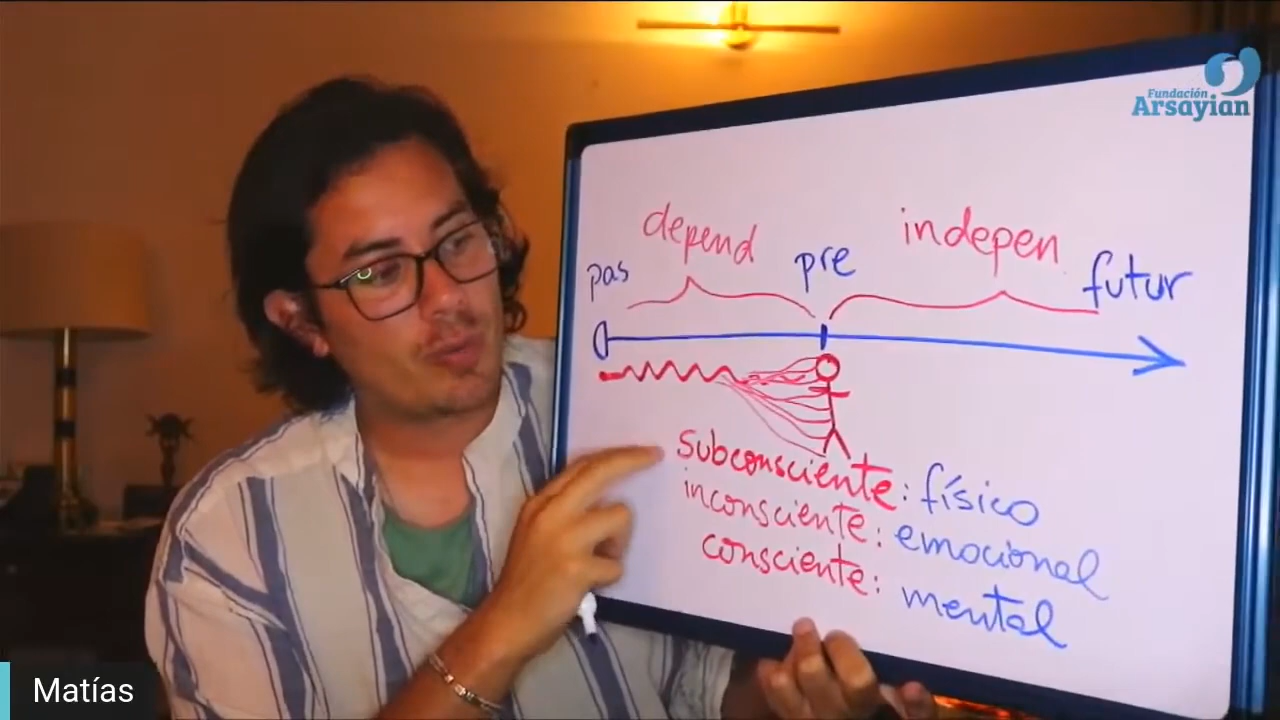 Fundación
Arsayian
depend
indepen
pas
pre
futur
subconsciente: físico
inconsciente: emocional
consciente: mental
Matías